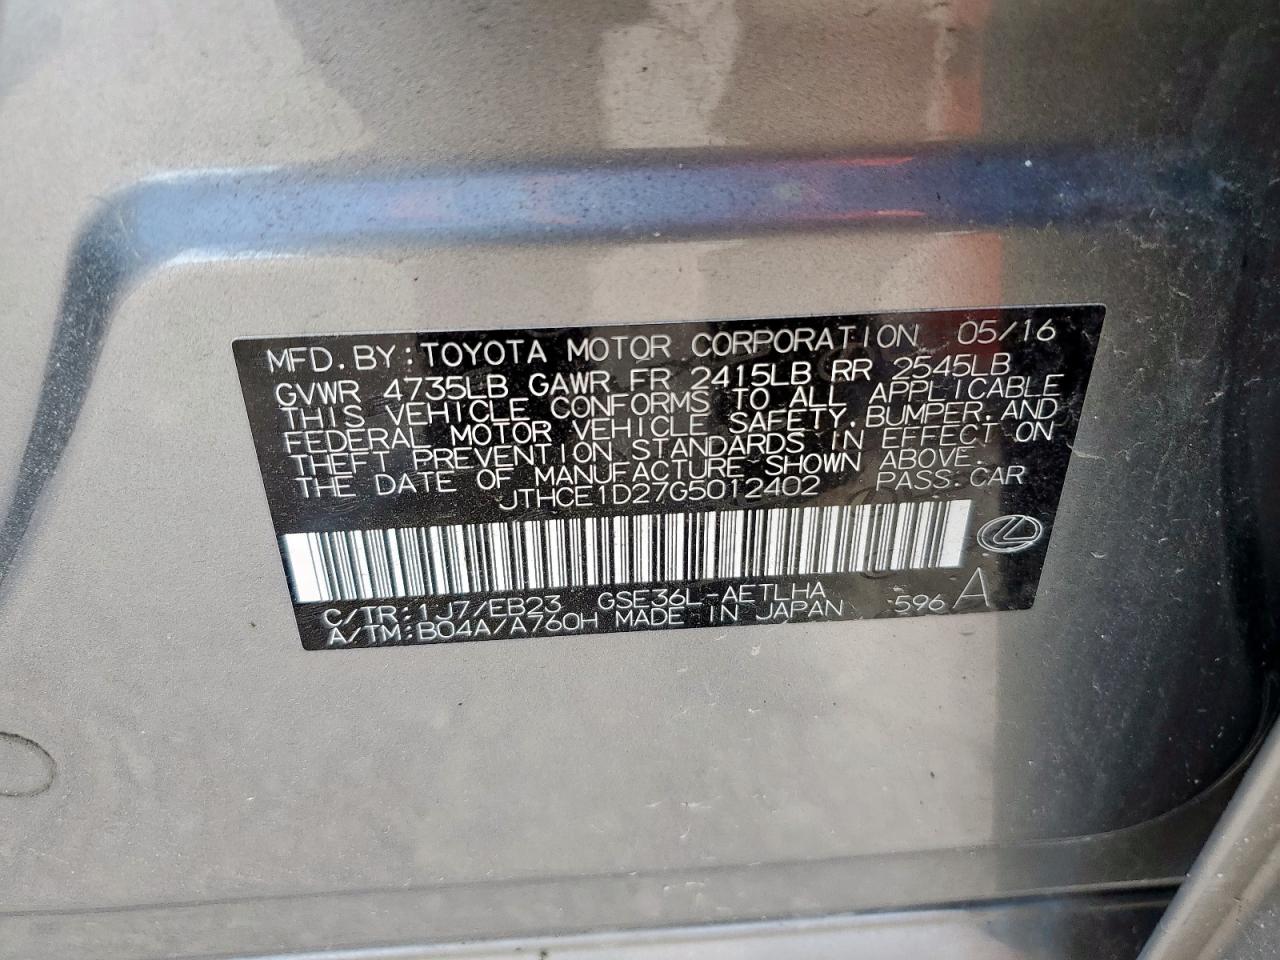 MFD.BY:TOYOTA MOTOR CORPORATION 05/16
GVWR 4735LB GAWR FR 2415LB RR 2545LB
THIS VEHICLE CONFORMS TO ALL APPLICABLE
FEDERAL MOTOR VEHICLE SAFETY,BUMPER,AND
THEFT PREVENTION STANDARDS IN EFFECT ON
THE DATE OF MANUFACTURE SHOWN ABOVE.
JTHCE1D27G5012402 PASS.CAR
C/TR:1J7/EB23 GSE36L-AETLHA
A/TM:B04A/A760H MADE IN JAPAN 596 A